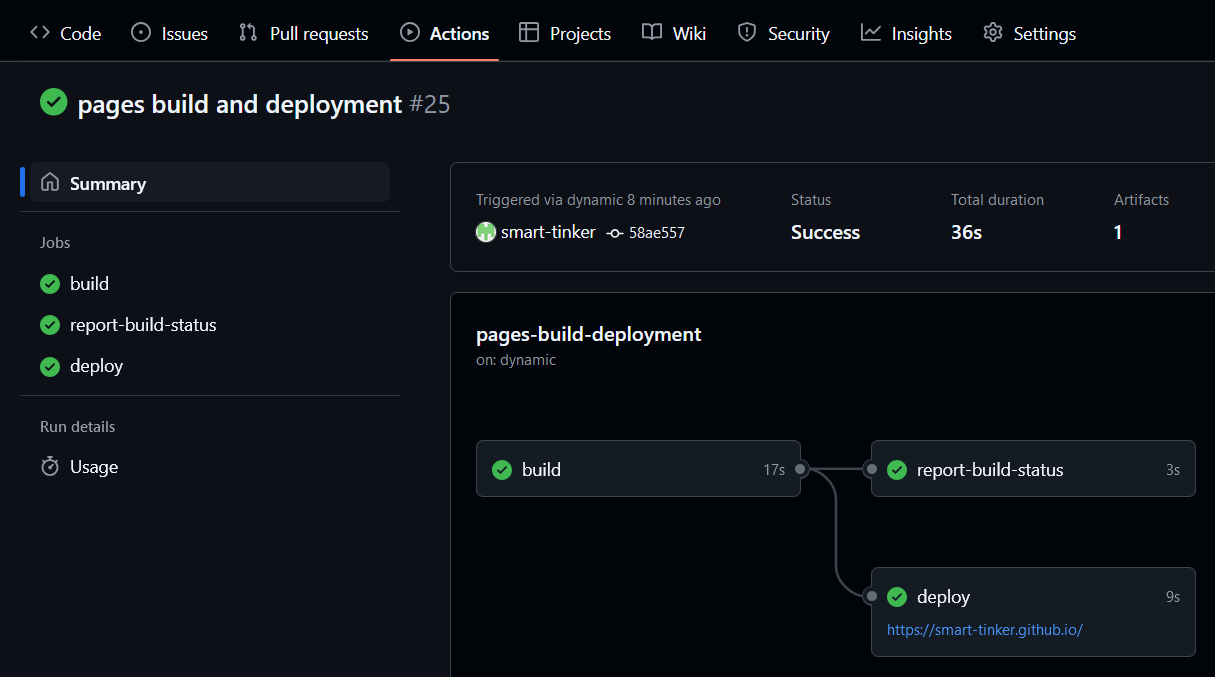 Code Issues Pull requests Actions Projects Wiki Security Insights Settings
pages build and deployment #25
Summary
Jobs
build
report-build-status
deploy
Run details
Usage
Triggered via dynamic 8 minutes ago
smart-tinker 58ae557
Status
Success
Total duration
36s
Artifacts
1
pages-build-deployment
on: dynamic
build 17s
report-build-status 3s
deploy 9s
https://smart-tinker.github.io/